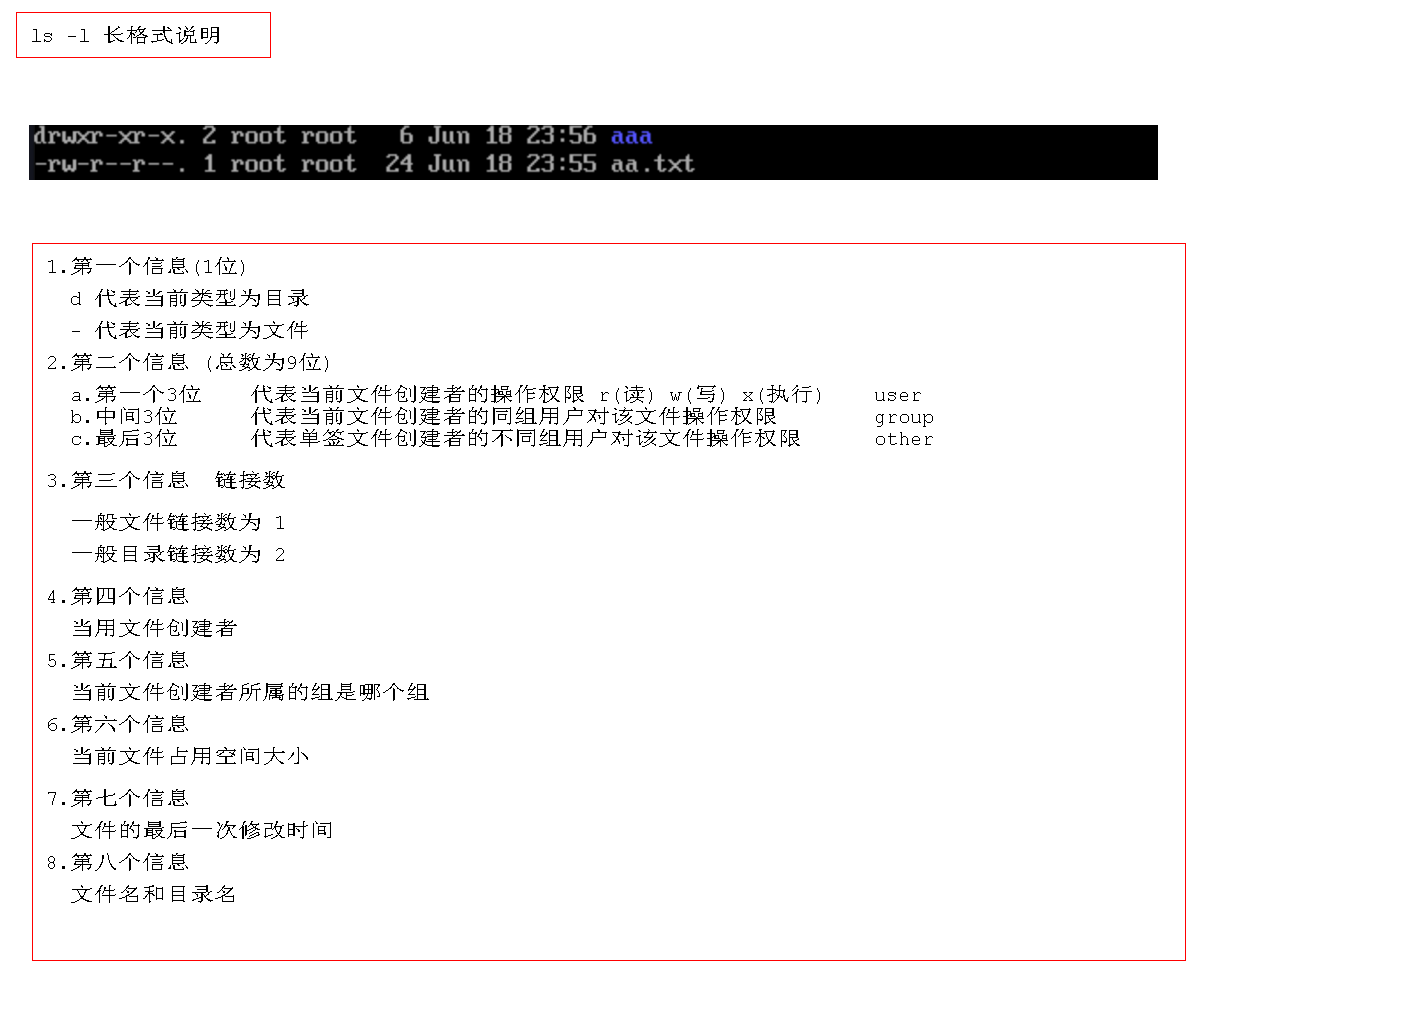 ls -l 长格式说明
drwxr-xr-x. 2 root root   6 Jun 18 23:56 aaa
-rw-r--r--. 1 root root  24 Jun 18 23:55 aa.txt
1.第一个信息(1位)
d 代表当前类型为目录
- 代表当前类型为文件
2.第二个信息 (总数为9位)
a.第一个3位    代表当前文件创建者的操作权限 r(读) w(写) x(执行)    user
b.中间3位      代表当前文件创建者的同组用户对该文件操作权限        group
c.最后3位      代表单签文件创建者的不同组用户对该文件操作权限      other
3.第三个信息  链接数
一般文件链接数为 1
一般目录链接数为 2
4.第四个信息
当用文件创建者
5.第五个信息
当前文件创建者所属的组是哪个组
6.第六个信息
当前文件占用空间大小
7.第七个信息
文件的最后一次修改时间
8.第八个信息
文件名和目录名